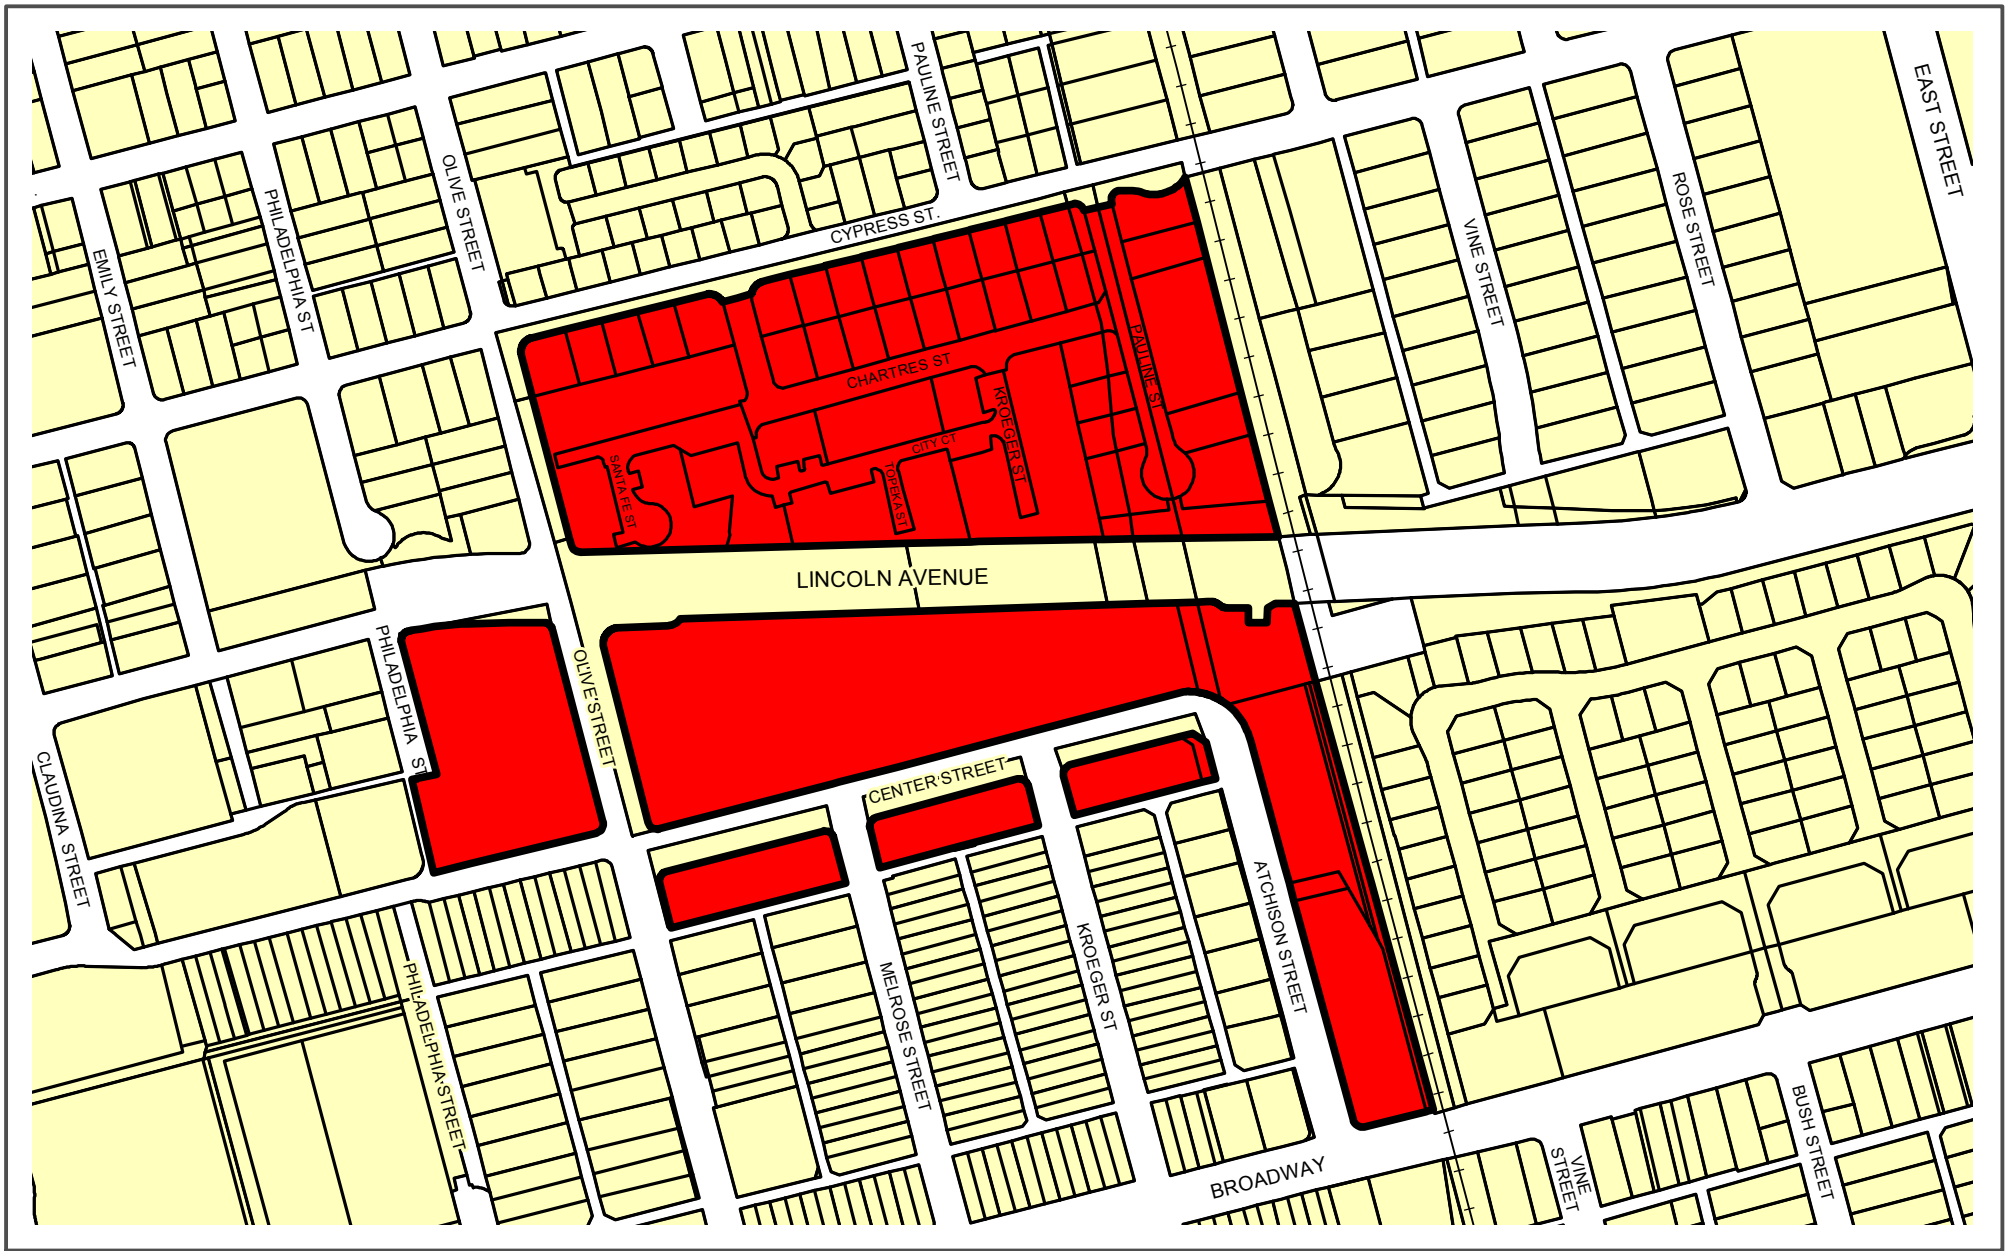 PAULINE STREET
EAST STREET
OLIVE STREET
PHILADELPHIA ST
EMILY STREET
CYPRESS ST.
ROSE STREET
VINE STREET
PAULINE ST
CHARTRES ST
KROEGER ST
CITY CT
SANTA FE ST.
TOPEKA ST
LINCOLN AVENUE
PHILADELPHIA ST
OLIVE STREET
CLAUDINA STREET
CENTER STREET
ATCHISON STREET
KROEGER ST
MELROSE STREET
PHILADELPHIA STREET
BROADWAY
VINE
STREET
BUSH STREET